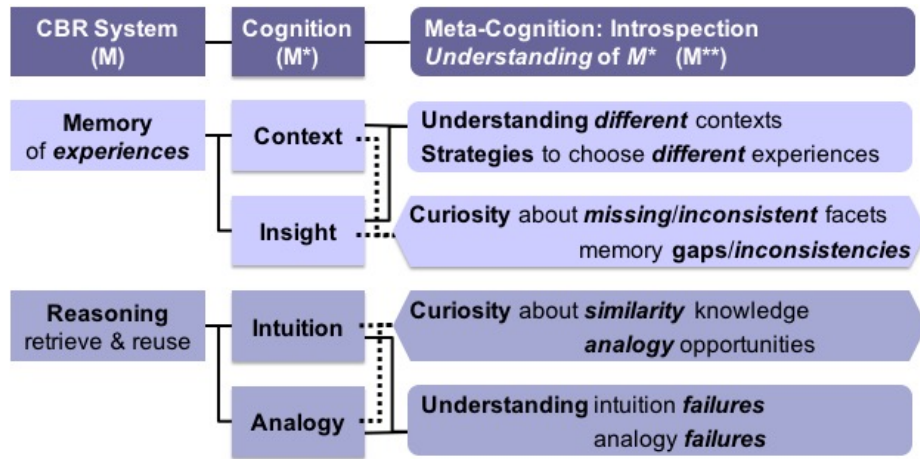 CBR System
(M)
Cognition
(M*)
Meta-Cognition: Introspection
Understanding of M* (M**)
Memory
of experiences
Context
Understanding different contexts
Strategies to choose different experiences
Insight
Curiosity about missing/inconsistent facets
memory gaps/inconsistencies
Reasoning
retrieve & reuse
Intuition
Curiosity about similarity knowledge
analogy opportunities
Analogy
Understanding intuition failures
analogy failures